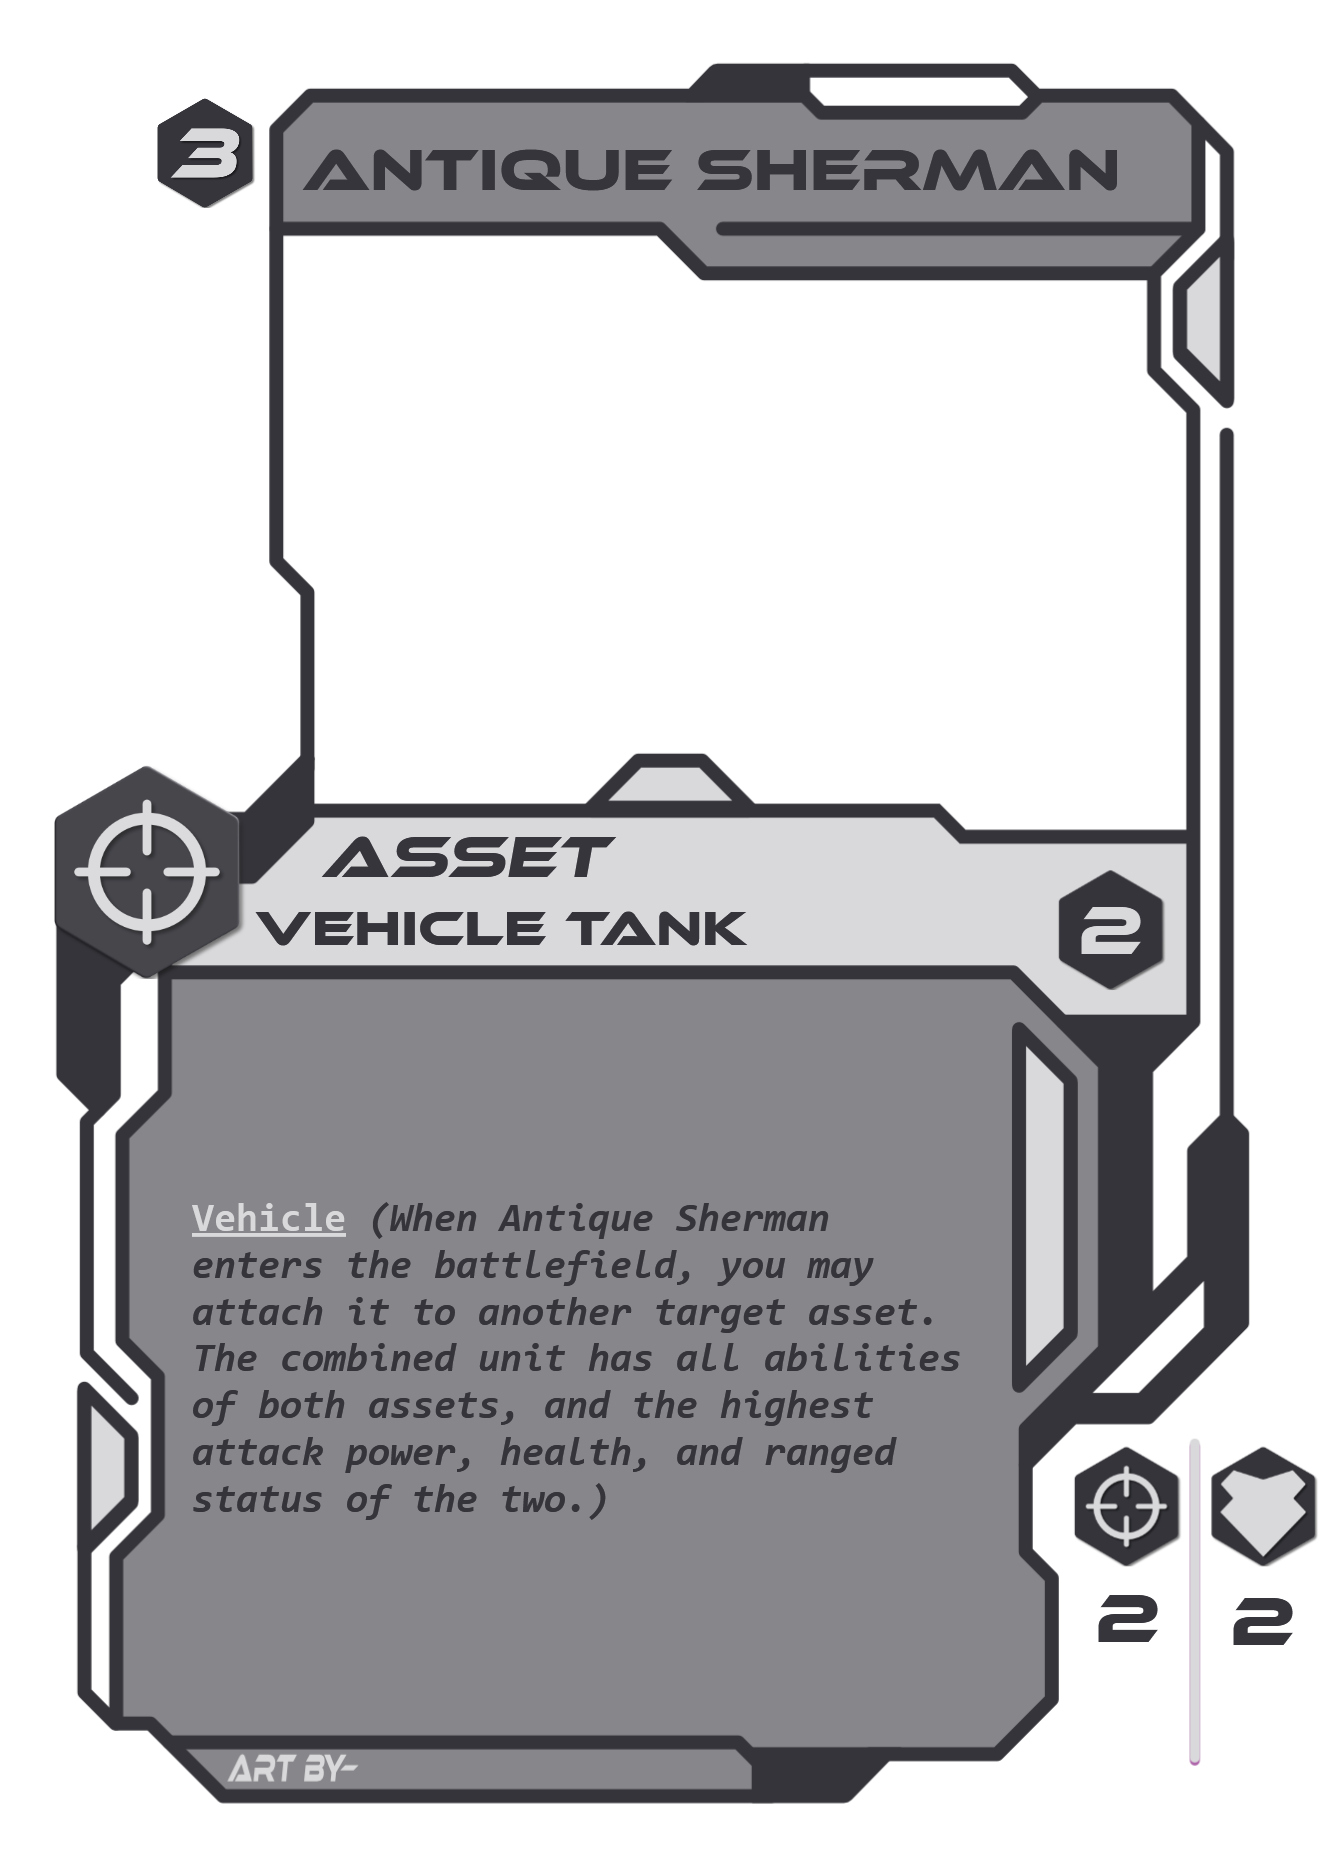 3
ANTIQUE SHERMAN
ASSET
VEHICLE TANK
2
Vehicle (When Antique Sherman
enters the battlefield, you may
attach it to another target asset.
The combined unit has all abilities
of both assets, and the highest
attack power, health, and ranged
status of the two.)
2
2
ART BY-